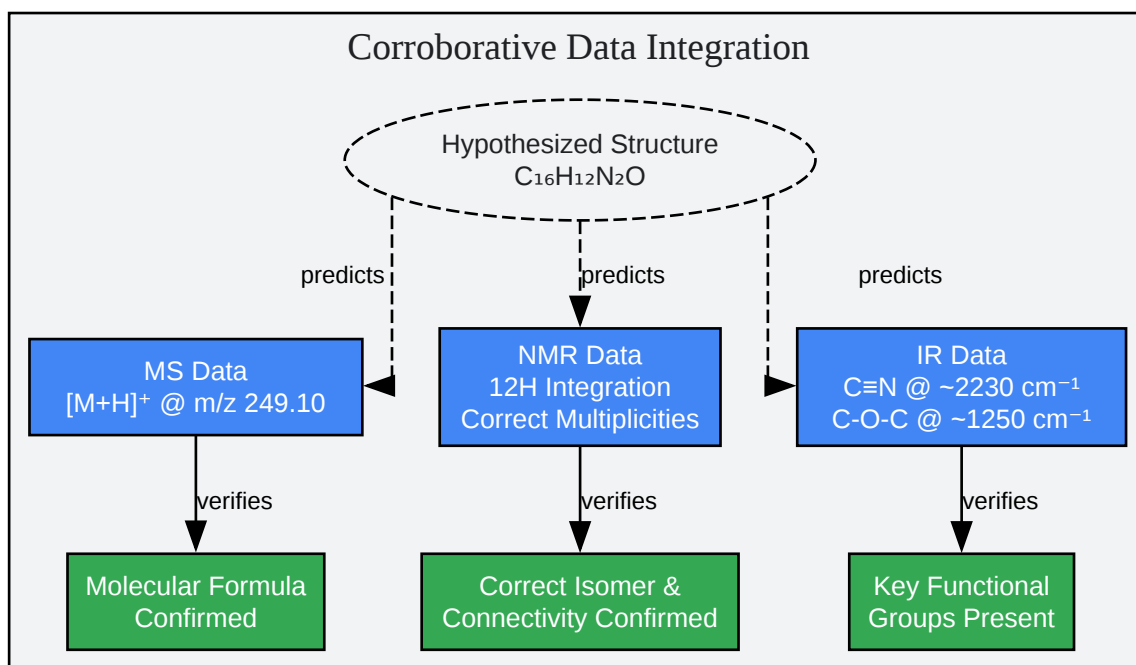 Corroborative Data Integration
Hypothesized Structure
C₁₆H₁₂N₂O
predicts
predicts
predicts
MS Data
[M+H]⁺ @ m/z 249.10
NMR Data
12H Integration
Correct Multiplicities
IR Data
C≡N @ ~2230 cm⁻¹
C-O-C @ ~1250 cm⁻¹
verifies
verifies
verifies
Molecular Formula
Confirmed
Correct Isomer &
Connectivity Confirmed
Key Functional
Groups Present